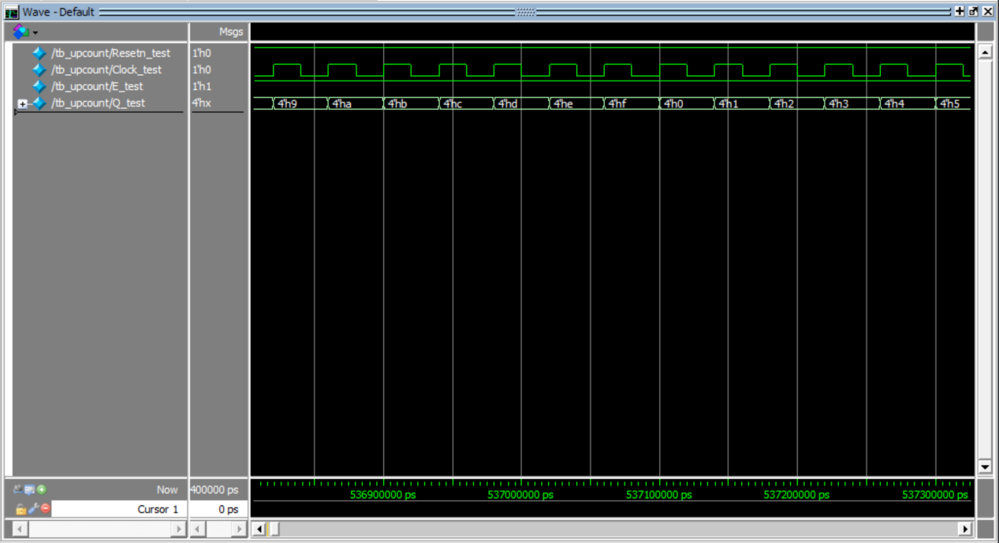 Wave - Default
Msgs
/tb_upcount/Resetn_test 1'h0
/tb_upcount/Clock_test 1'h0
/tb_upcount/E_test 1'h1
/tb_upcount/Q_test 4'hx 4'h9 4'ha 4'hb 4'hc 4'hd 4'he 4'hf 4'h0 4'h1 4'h2 4'h3 4'h4 4'h5
Now 400000 ps 536900000 ps 537000000 ps 537100000 ps 537200000 ps 537300000 ps
Cursor 1 0 ps